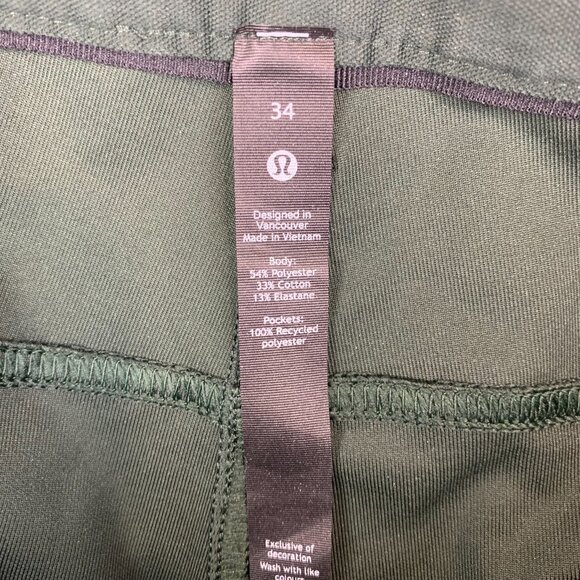 34
Designed in
Vancouver
Made in Vietnam
Body:
54% Polyester
33% Cotton
13% Elastane
Pockets:
100% Recycled
polyester
Exclusive of
decoration
Wash with like
colours